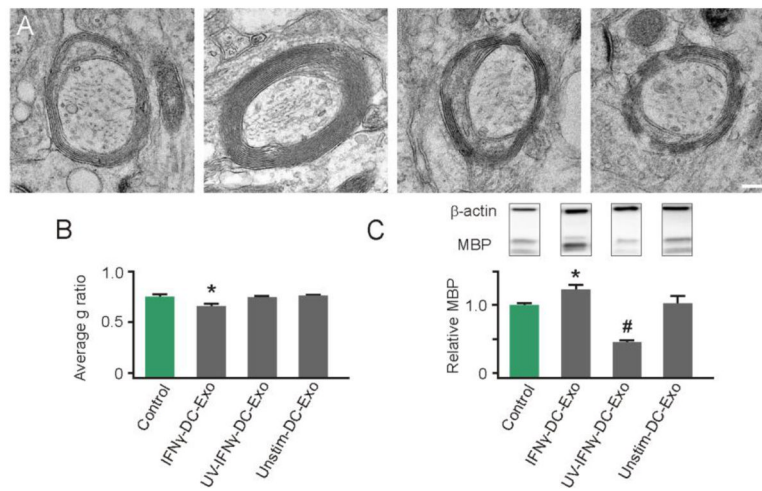 A
B
Average g ratio
1.0
0.5
0
*
Control
IFNγ-DC-Exo
UV-IFNγ-DC-Exo
Unstim-DC-Exo
C
β-actin
MBP
Relative MBP
1.0
0
*
#
Control
IFNγ-DC-Exo
UV-IFNγ-DC-Exo
Unstim-DC-Exo